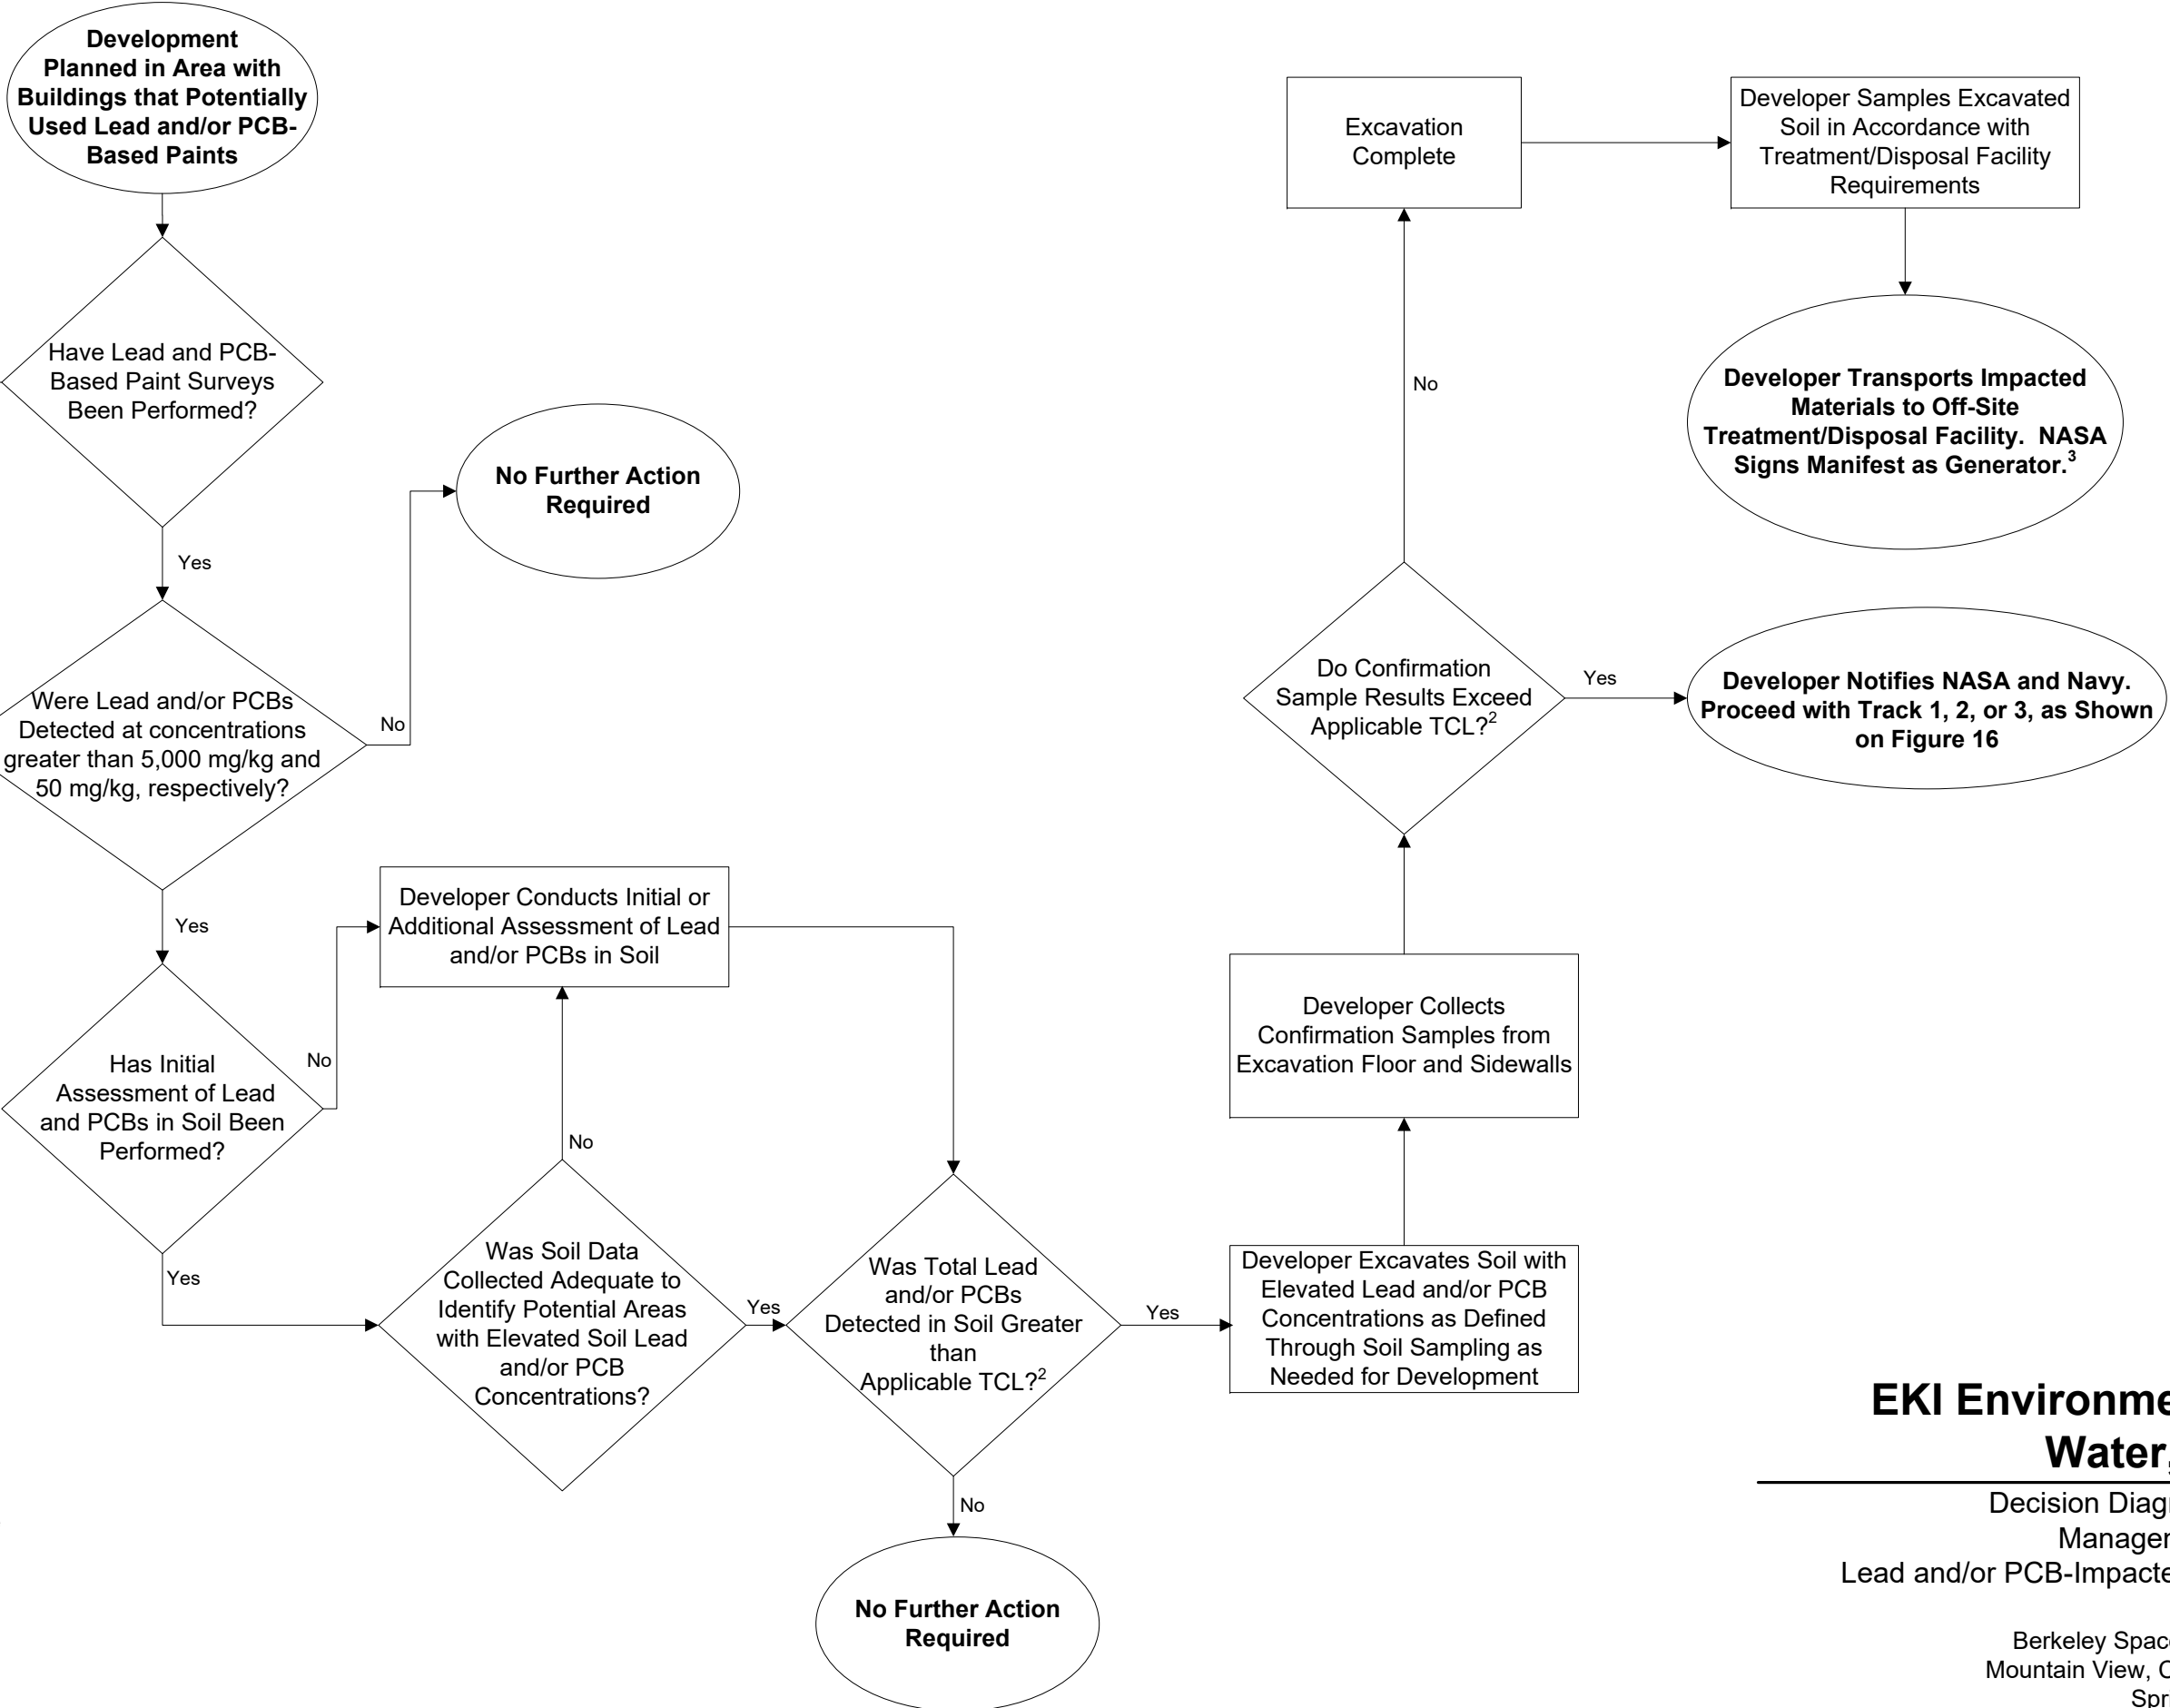 Development
Planned in Area with
Buildings that Potentially
Used Lead and/or PCB-
Based Paints
Have Lead and PCB-
Based Paint Surveys
Been Performed?
Yes
No Further Action
Required
Were Lead and/or PCBs
Detected at concentrations
greater than 5,000 mg/kg and
50 mg/kg, respectively?
No
Yes
Has Initial
Assessment of Lead
and PCBs in Soil Been
Performed?
No
Yes
Developer Conducts Initial or
Additional Assessment of Lead
and/or PCBs in Soil
No
Was Soil Data
Collected Adequate to
Identify Potential Areas
with Elevated Soil Lead
and/or PCB
Concentrations?
Yes
Was Total Lead
and/or PCBs
Detected in Soil Greater
than
Applicable TCL?²
Yes
No
No Further Action
Required
Developer Excavates Soil with
Elevated Lead and/or PCB
Concentrations as Defined
Through Soil Sampling as
Needed for Development
Developer Collects
Confirmation Samples from
Excavation Floor and Sidewalls
Do Confirmation
Sample Results Exceed
Applicable TCL?²
Yes
Developer Notifies NASA and Navy.
Proceed with Track 1, 2, or 3, as Shown
on Figure 16
No
Excavation
Complete
Developer Samples Excavated
Soil in Accordance with
Treatment/Disposal Facility
Requirements
Developer Transports Impacted
Materials to Off-Site
Treatment/Disposal Facility. NASA
Signs Manifest as Generator.³
EKI
Water,
Decision
Lead and/or
Berkeley
Mountain View,